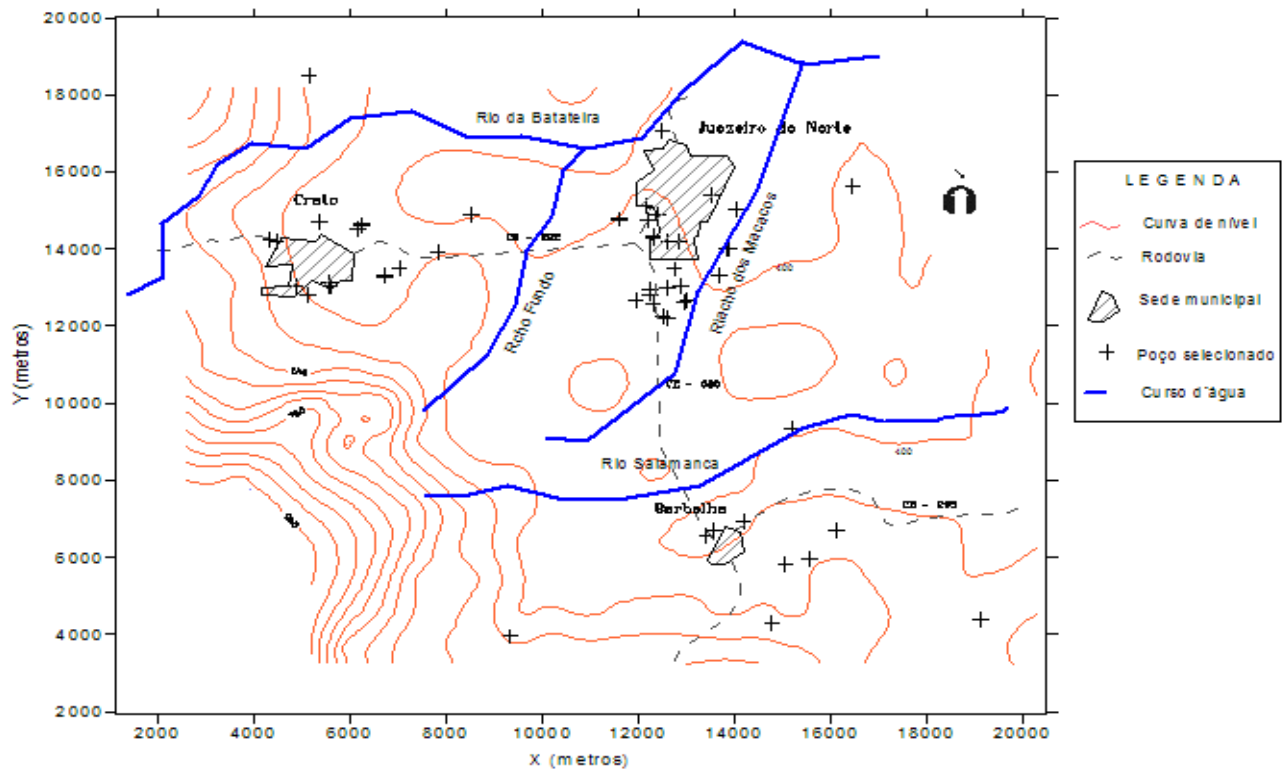 20000
18000
16000
14000
12000
10000
8000
6000
4000
2000
Y (metros)
2000
4000
6000
8000
10000
12000
14000
16000
18000
20000
X (metros)
Rio da Batateira
Juazeiro do Norte
Crato
Rcho Fundo
Riacho dos Macacos
400
Rio Salamanca
400
Barbalha
LEGENDA
Curva de nível
Rodovia
Sede municipal
Poço selecionado
Curso d'água